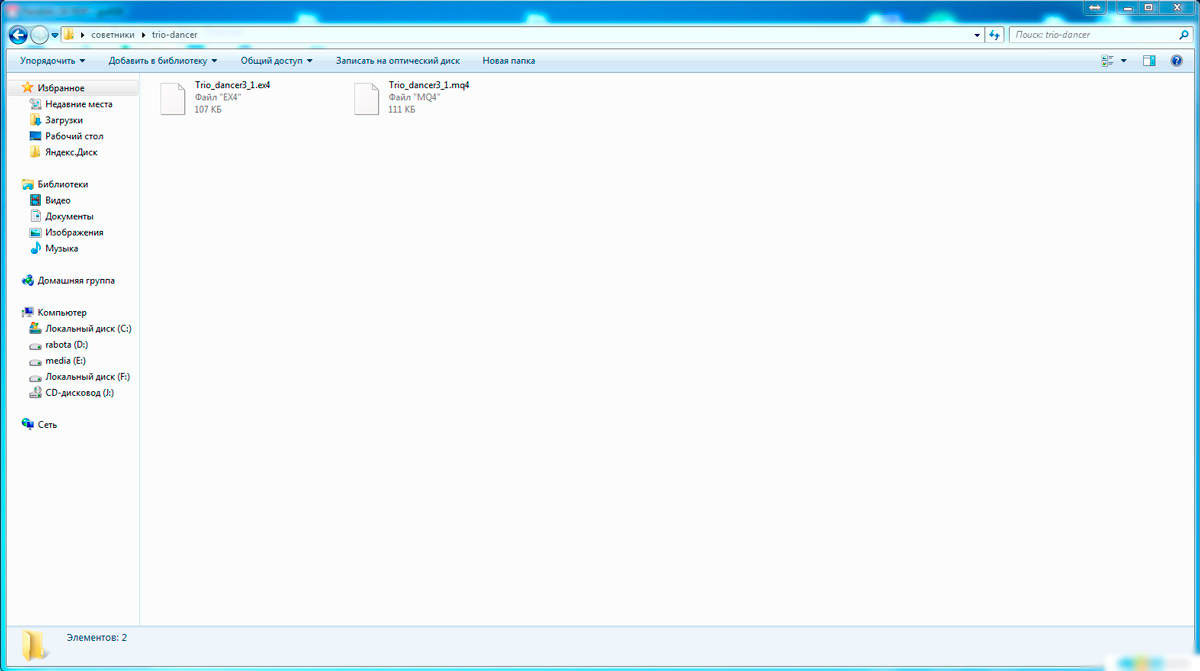 советники trio-dancer
Поиск: trio-dancer
Упорядочить Добавить в библиотеку Общий доступ Записать на оптический диск Новая папка
Избранное
Недавние места
Загрузки
Рабочий стол
Яндекс.Диск
Библиотеки
Видео
Документы
Изображения
Музыка
Домашняя группа
Компьютер
Локальный диск (C:)
rabota (D:)
media (E:)
Локальный диск (F:)
CD-дисковод (J:)
Сеть
Trio_dancer3_1.ex4
Файл "EX4"
107 КБ
Trio_dancer3_1.mq4
Файл "MQ4"
111 КБ
Элементов: 2